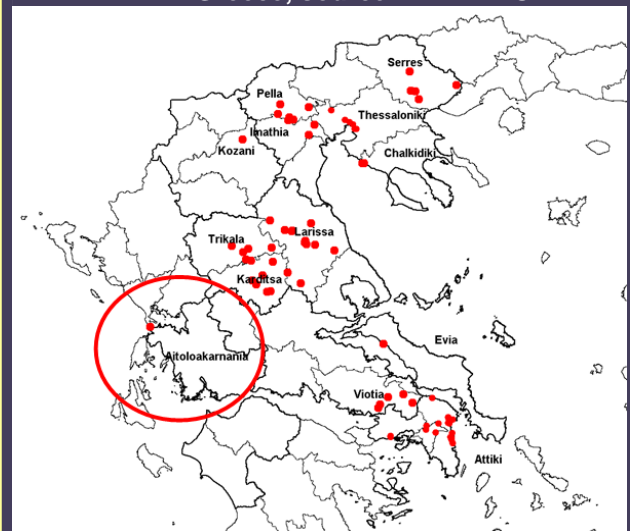 Serres
Pella
Thessaloniki
Imathia
Kozani
Chalkidiki
Trikala
Larissa
Karditsa
Evia
Aitoloakarnania
Viotia
Attiki